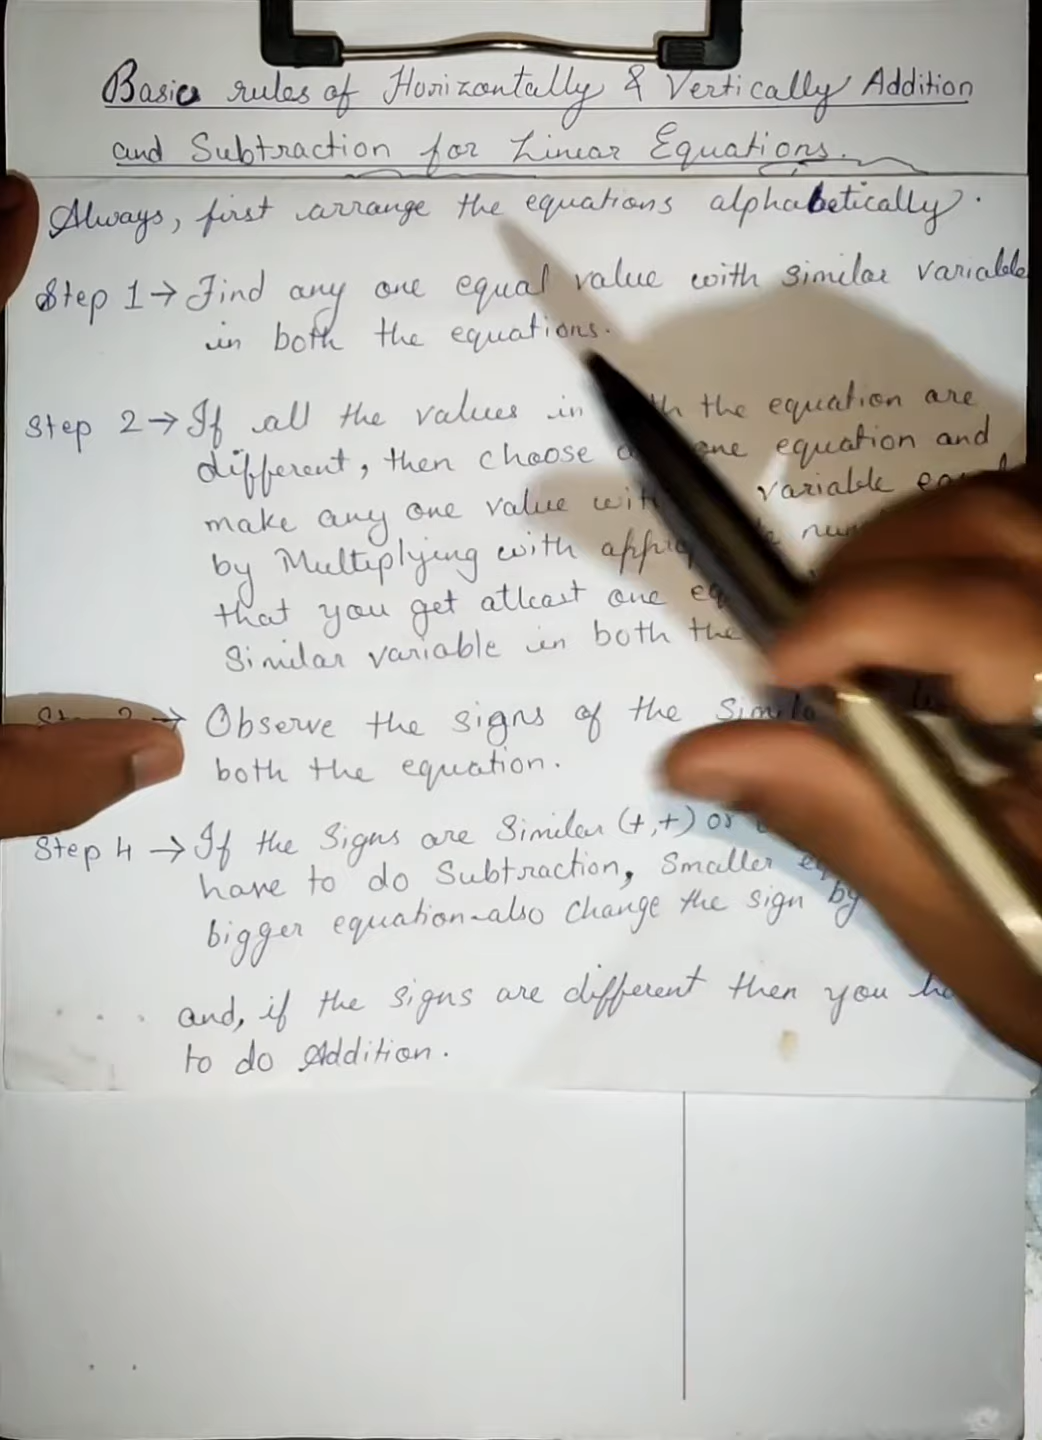 Basic rules of Horizontally & Vertically Addition
and Subtraction for Linear Equations.
Always, first arrange the equations alphabetically.
Step 1 → Find any one equal value with similar variable
in both the equations.
Step 2 → If all the values in the equation are
different, then choose one equation and
make any one value variable
by Multiplying with
that you get atleast one
Similar variable in both the
→ Observe the signs of the
both the equation.
Step 4 → If the Signs are Similar (+,+) or
have to do Subtraction, Smaller
bigger equation-also change the sign by
and, if the signs are different then you
to do Addition.